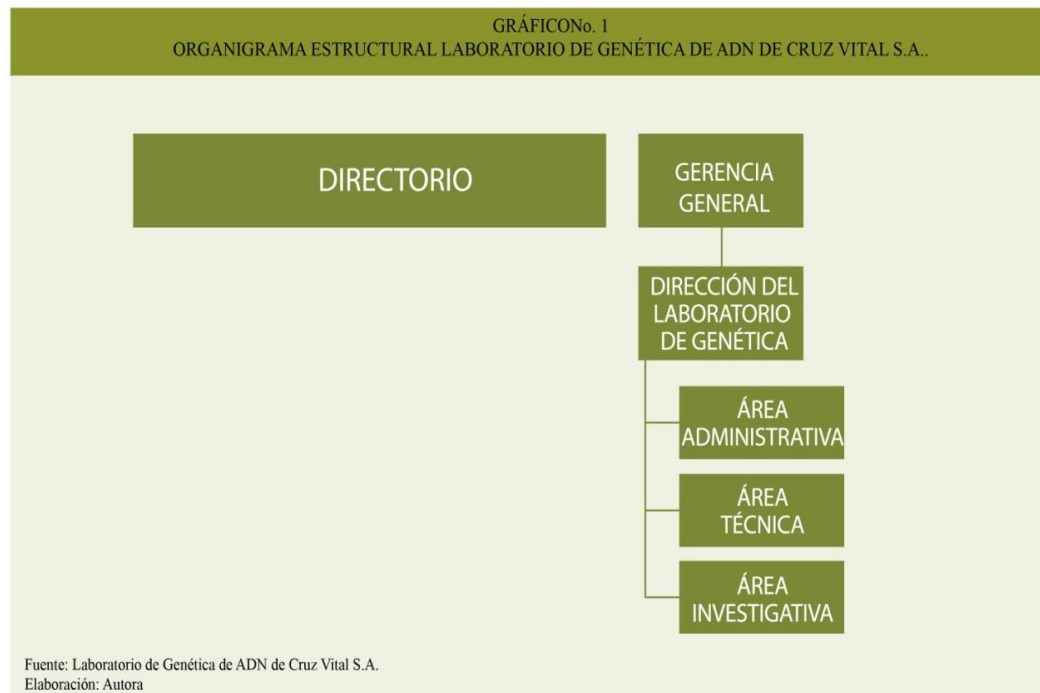 GRÁFICONo. 1
ORGANIGRAMA ESTRUCTURAL LABORATORIO DE GENÉTICA DE ADN DE CRUZ VITAL S.A..
DIRECTORIO
GERENCIA
GENERAL
DIRECCIÓN DEL
LABORATORIO
DE GENÉTICA
ÁREA
ADMINISTRATIVA
ÁREA
TÉCNICA
ÁREA
INVESTIGATIVA
Fuente: Laboratorio de Genética de ADN de Cruz Vital S.A.
Elaboración: Autora